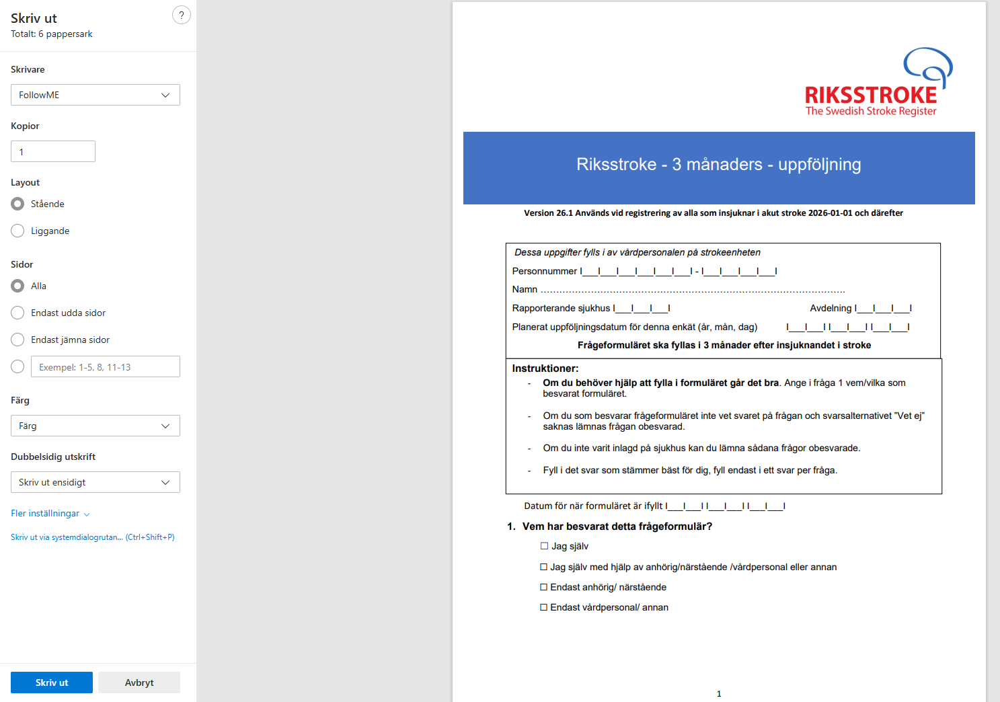 Skriv ut
?
Totalt: 6 pappersark
Skrivare
FollowME
Kopior
1
Layout
Stående
Liggande
Sidor
Alla
Endast udda sidor
Endast jämna sidor
Exempel: 1-5, 8, 11-13
Färg
Färg
Dubbelsidig utskrift
Skriv ut ensidigt
Fler inställningar
Skriv ut via systemdialogrutan... (Ctrl+Shift+P)
Skriv ut
Avbryt
RIKSSTROKE
The Swedish Stroke Register
Riksstroke - 3 månaders - uppföljning
Version 26.1 Används vid registrering av alla som insjuknar i akut stroke 2026-01-01 och därefter
Dessa uppgifter fylls i av vårdpersonalen på strokeenheten
Personnummer I___I___I___I___I___I___I - I___I___I___I___I
Namn ……………………………………………………………………………………….
Rapporterande sjukhus I___I___I___I Avdelning I___I___I___I
Planerat uppföljningsdatum för denna enkät (år, mån, dag) I___I___I I___I___I I___I___I
Frågeformuläret ska fyllas i 3 månader efter insjuknandet i stroke
Instruktioner:
- Om du behöver hjälp att fylla i formuläret går det bra. Ange i fråga 1 vem/vilka som
besvarat formuläret.
- Om du som besvarar frågeformuläret inte vet svaret på frågan och svarsalternativet ”Vet ej”
saknas lämnas frågan obesvarad.
- Om du inte varit inlagd på sjukhus kan du lämna sådana frågor obesvarade.
- Fyll i det svar som stämmer bäst för dig, fyll endast i ett svar per fråga.
Datum för när formuläret är ifyllt I___I___I I___I___I I___I___I
1. Vem har besvarat detta frågeformulär?
☐ Jag själv
☐ Jag själv med hjälp av anhörig/närstående /vårdpersonal eller annan
☐ Endast anhörig/ närstående
☐ Endast vårdpersonal/ annan
1